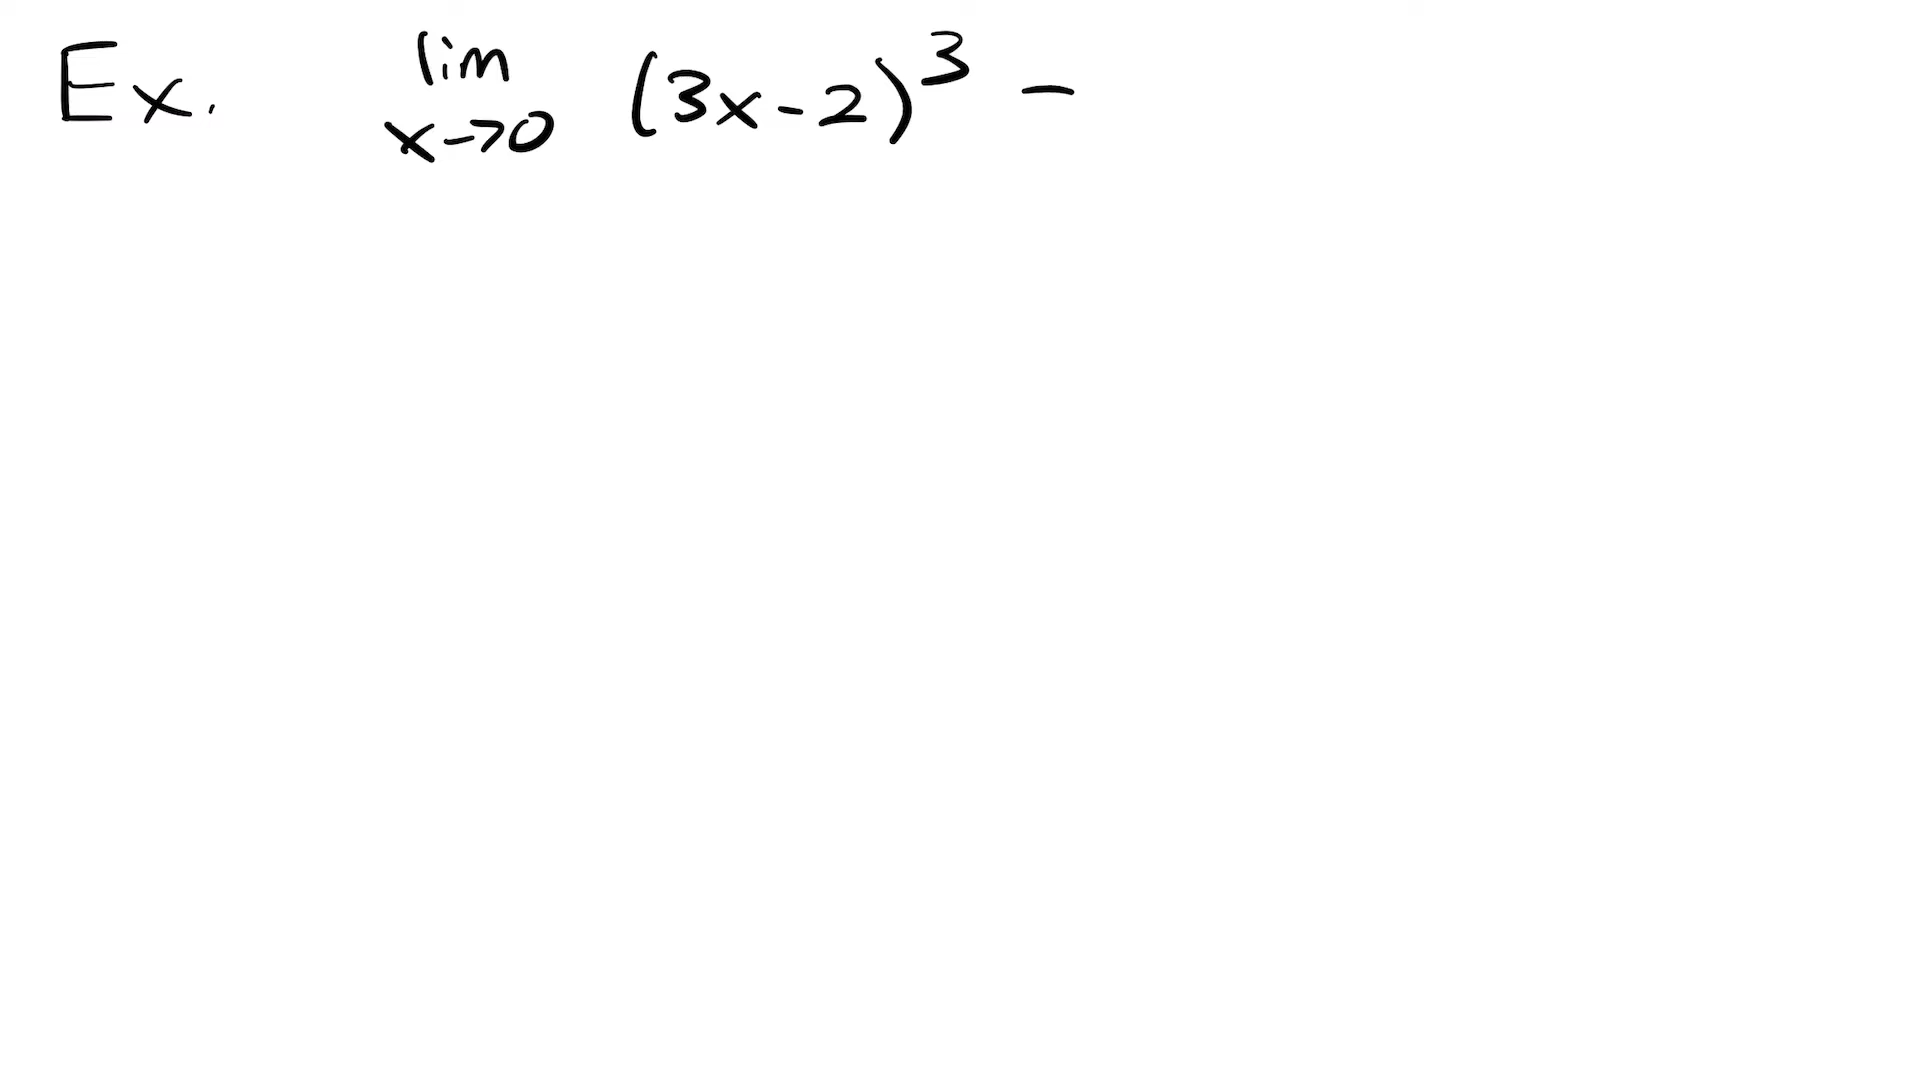 Ex. lim x→0 (3x-2)³ -